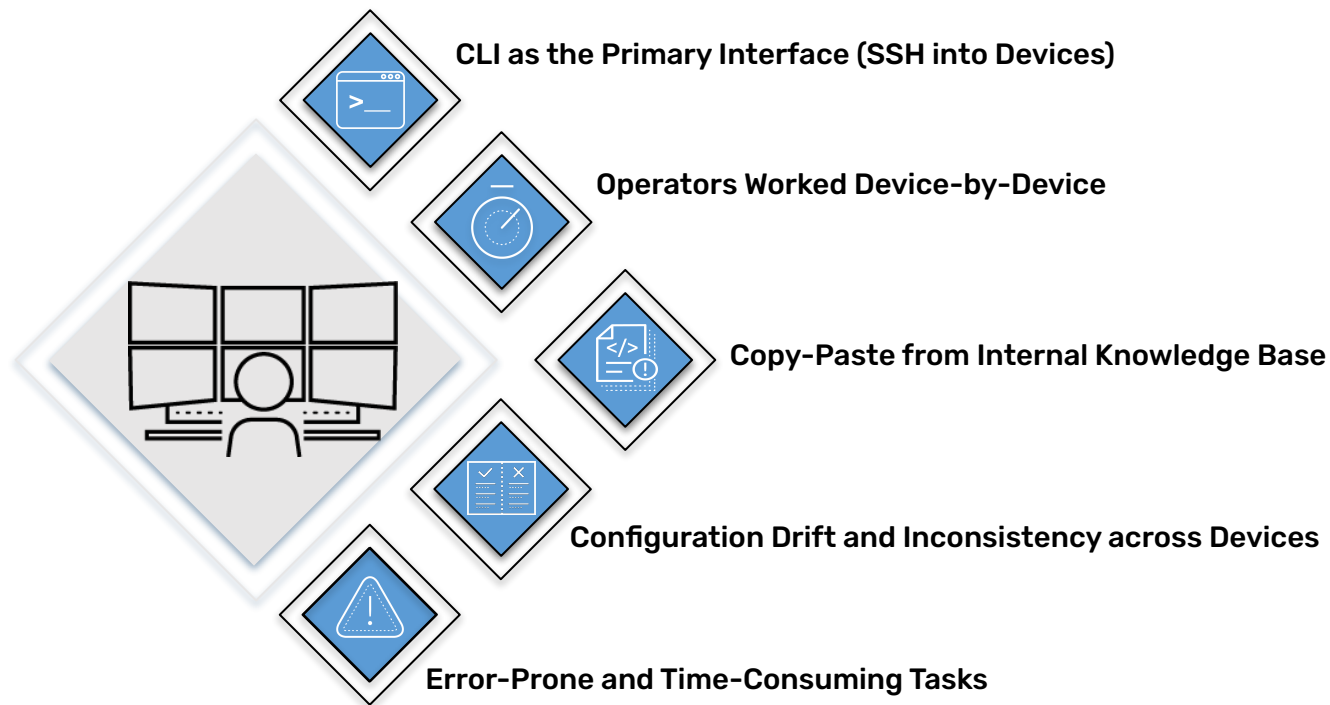 CLI as the Primary Interface (SSH into Devices)
>_
Operators Worked Device-by-Device
</>
!
Copy-Paste from Internal Knowledge Base
Configuration Drift and Inconsistency across Devices
!
Error-Prone and Time-Consuming Tasks